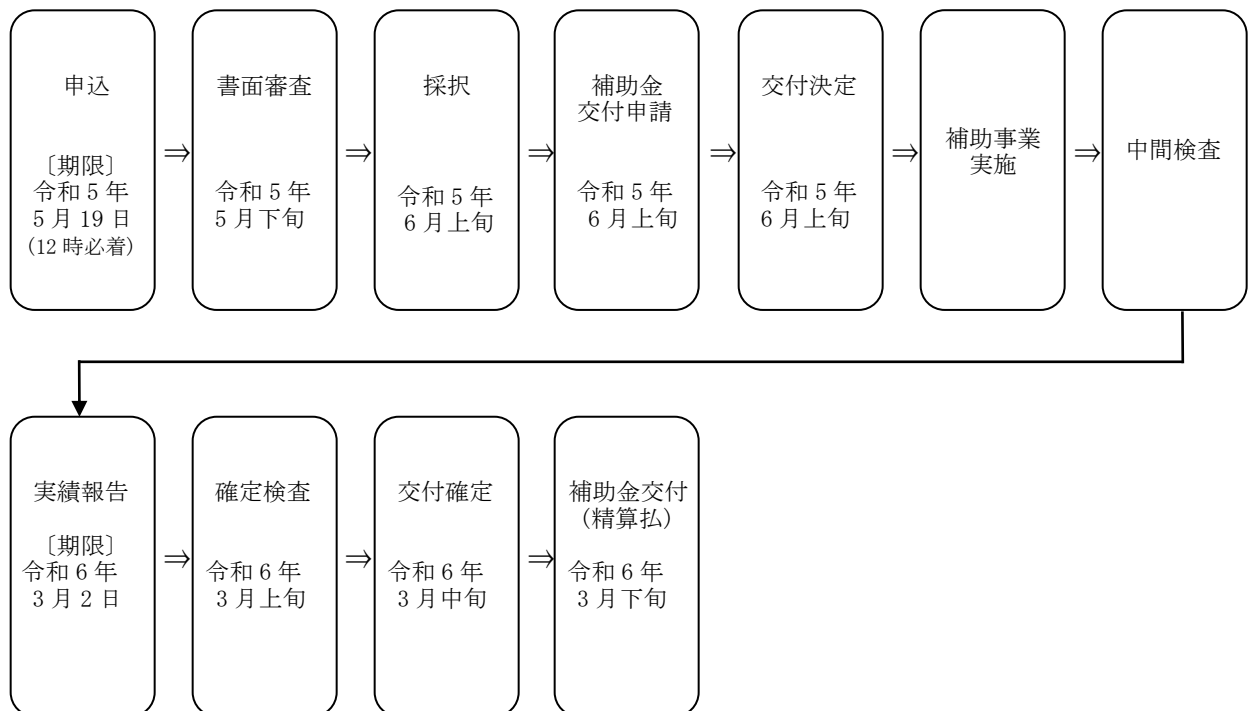 申込
〔期限〕
令和 5 年
5 月 19 日
(12 時必着)
⇒
書面審査
令和 5 年
5 月下旬
⇒
採択
令和 5 年
6 月上旬
⇒
補助金
交付申請
令和 5 年
6 月上旬
⇒
交付決定
令和 5 年
6 月上旬
⇒
補助事業
実施
⇒
中間検査
実績報告
〔期限〕
令和 6 年
3 月 2 日
⇒
確定検査
令和 6 年
3 月上旬
⇒
交付確定
令和 6 年
3 月中旬
⇒
補助金交付
(精算払)
令和 6 年
3 月下旬